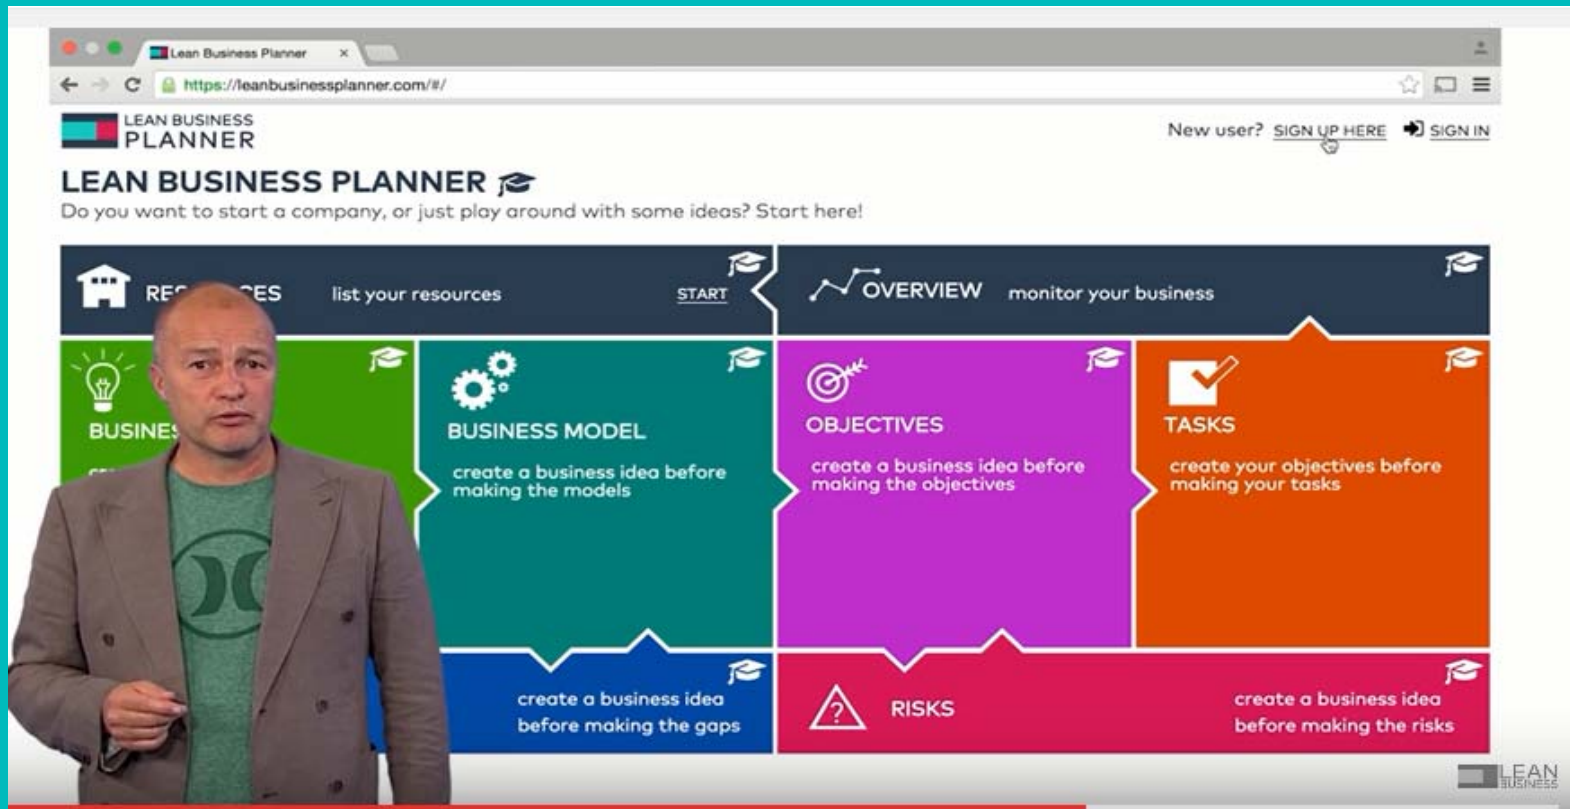 Lean Business Planner
https://leanbusinessplanner.com/#/
LEAN BUSINESS
PLANNER
New user? SIGN UP HERE SIGN IN
LEAN BUSINESS PLANNER
Do you want to start a company, or just play around with some ideas? Start here!
list your resources
START
OVERVIEW monitor your business
BUSINESS MODEL
create a business idea before
making the models
OBJECTIVES
create a business idea before
making the objectives
TASKS
create your objectives before
making your tasks
create a business idea
before making the gaps
RISKS
create a business idea
before making the risks
LEAN
BUSINESS